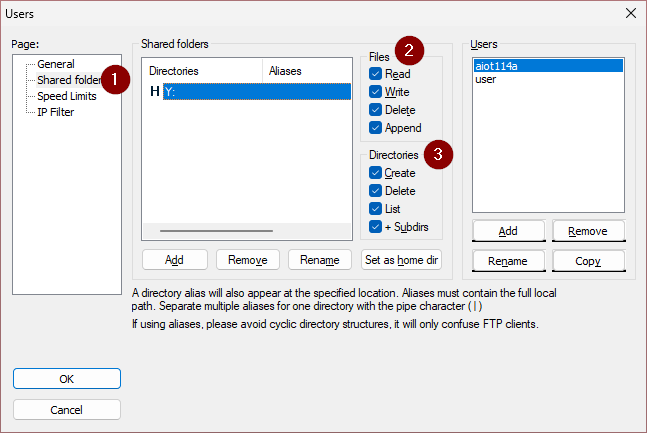 Users
Page:
General
Shared folders
Speed Limits
IP Filter
1
Shared folders
Directories Aliases
H Y:
2
Files
Read
Write
Delete
Append
3
Directories
Create
Delete
List
+ Subdirs
Add Remove Rename Set as home dir
Users
aiot114a
user
Add Remove
Rename Copy
A directory alias will also appear at the specified location. Aliases must contain the full local
path. Separate multiple aliases for one directory with the pipe character ( | )
If using aliases, please avoid cyclic directory structures, it will only confuse FTP clients.
OK
Cancel